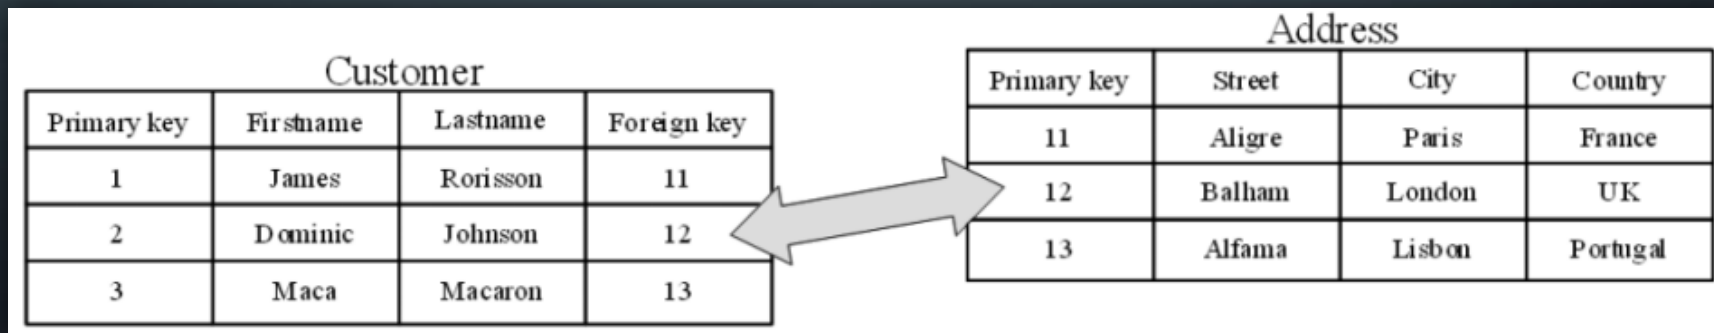 Customer
Primary key Firstname Lastname Foreign key
1 James Rorisson 11
2 Dominic Johnson 12
3 Maca Macaron 13
Address
Primary key Street City Country
11 Aligre Paris France
12 Balham London UK
13 Alfama Lisbon Portugal